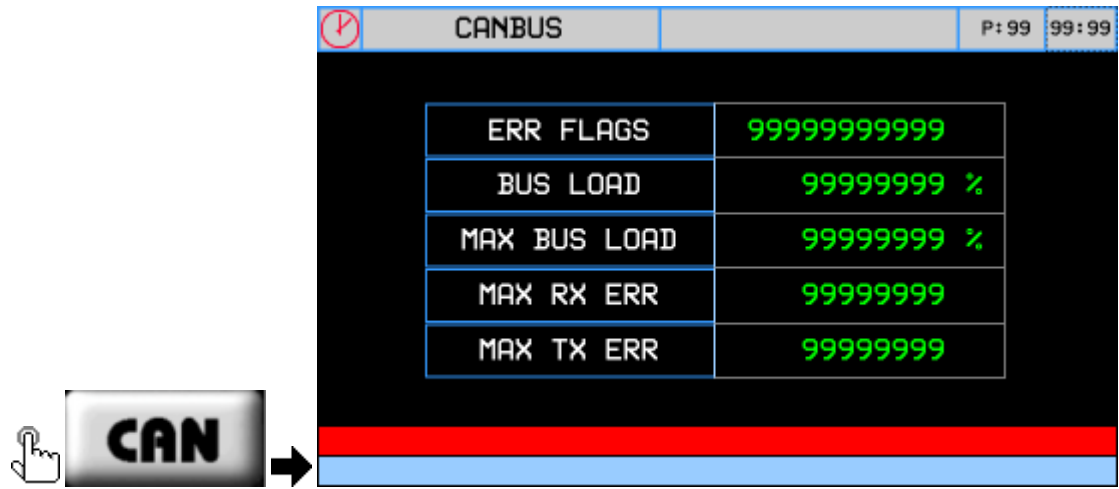 CANBUS P:99 99:99
ERR FLAGS 99999999999
BUS LOAD 99999999 %
MAX BUS LOAD 99999999 %
MAX RX ERR 99999999
MAX TX ERR 99999999
CAN